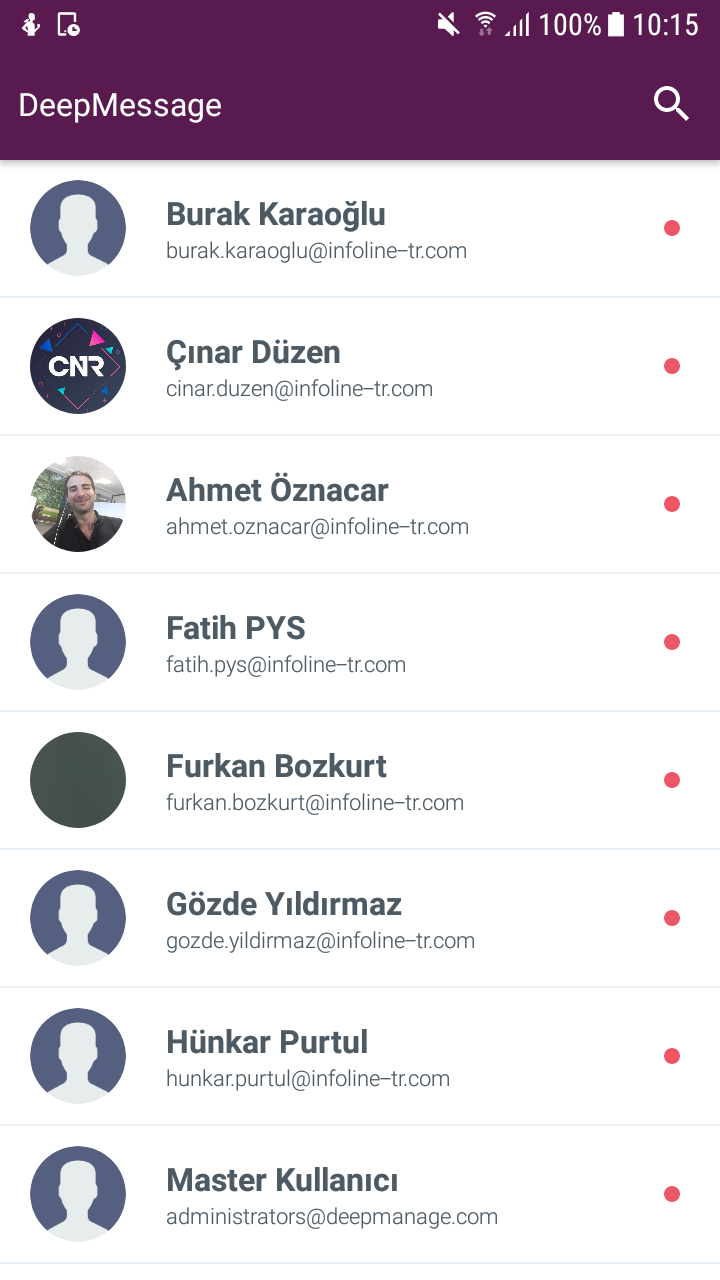 100% 10:15
DeepMessage
Burak Karaoğlu
burak.karaoglu@infoline-tr.com
CNR
Çınar Düzen
cinar.duzen@infoline-tr.com
Ahmet Öznacar
ahmet.oznacar@infoline-tr.com
Fatih PYS
fatih.pys@infoline-tr.com
Furkan Bozkurt
furkan.bozkurt@infoline-tr.com
Gözde Yıldırmaz
gozde.yildirmaz@infoline-tr.com
Hünkar Purtul
hunkar.purtul@infoline-tr.com
Master Kullanıcı
administrators@deepmanage.com